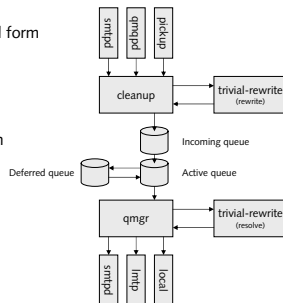 smtpd
qmqpd
pickup
l form
cleanup
trivial-rewrite
(rewrite)
n
Incoming queue
Deferred queue
Active queue
qmgr
trivial-rewrite
(resolve)
smtpd
lmtp
local